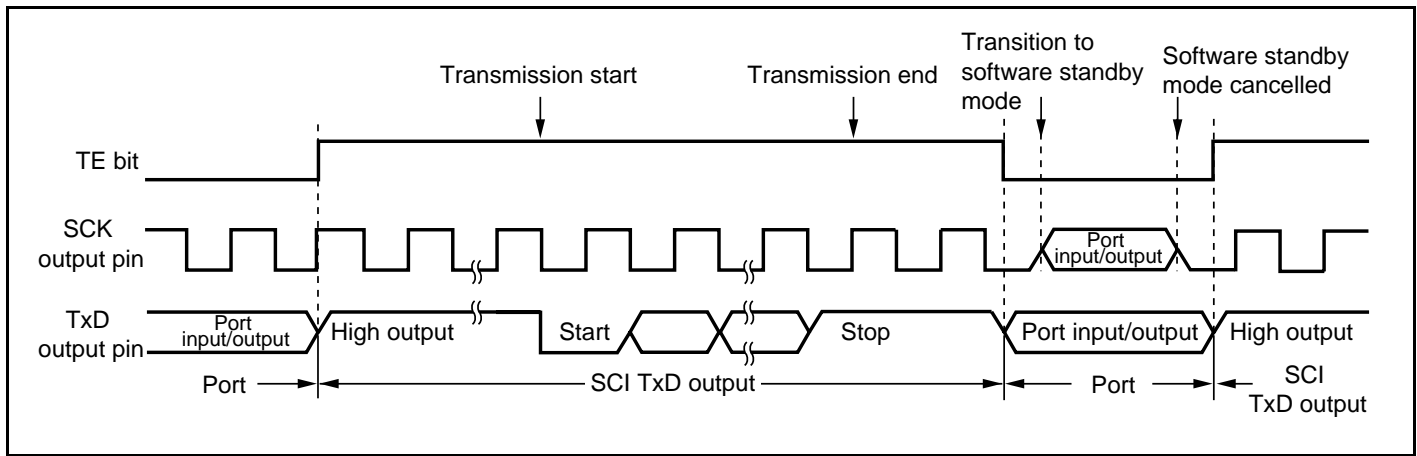 Transmission start
Transmission end
Transition to
software standby
mode
Software standby
mode cancelled
TE bit
SCK
output pin
Port
input/output
TxD
output pin
Port
input/output
High output
Start
Stop
Port input/output
High output
Port
SCI TxD output
Port
SCI
TxD output